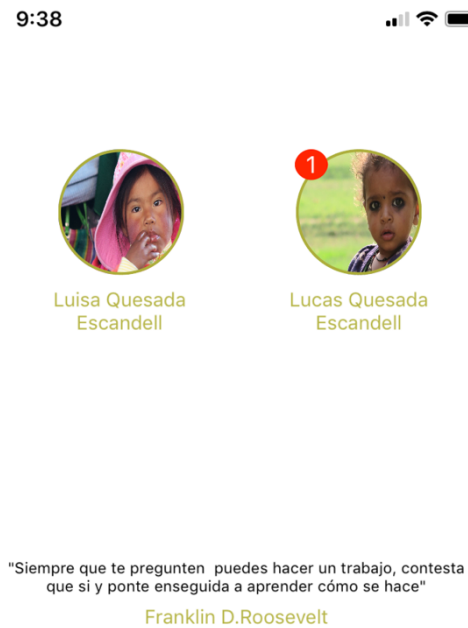 9:38
1
Luisa Quesada
Escandell
Lucas Quesada
Escandell
"Siempre que te pregunten  puedes hacer un trabajo, contesta
que si y ponte enseguida a aprender cómo se hace"
Franklin D.Roosevelt